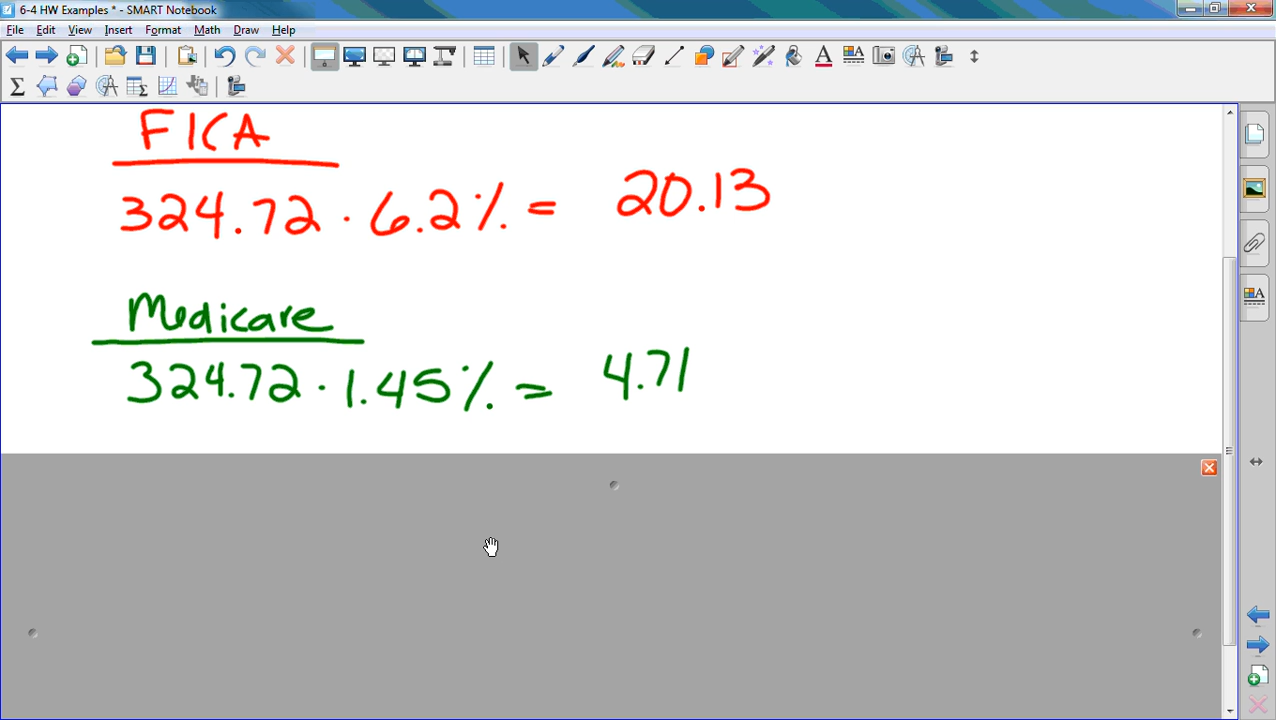 6-4 HW Examples * - SMART Notebook
File Edit View Insert Format Math Draw Help
FICA
324.72 · 6.2% = 20.13
Medicare
324.72 · 1.45% = 4.71